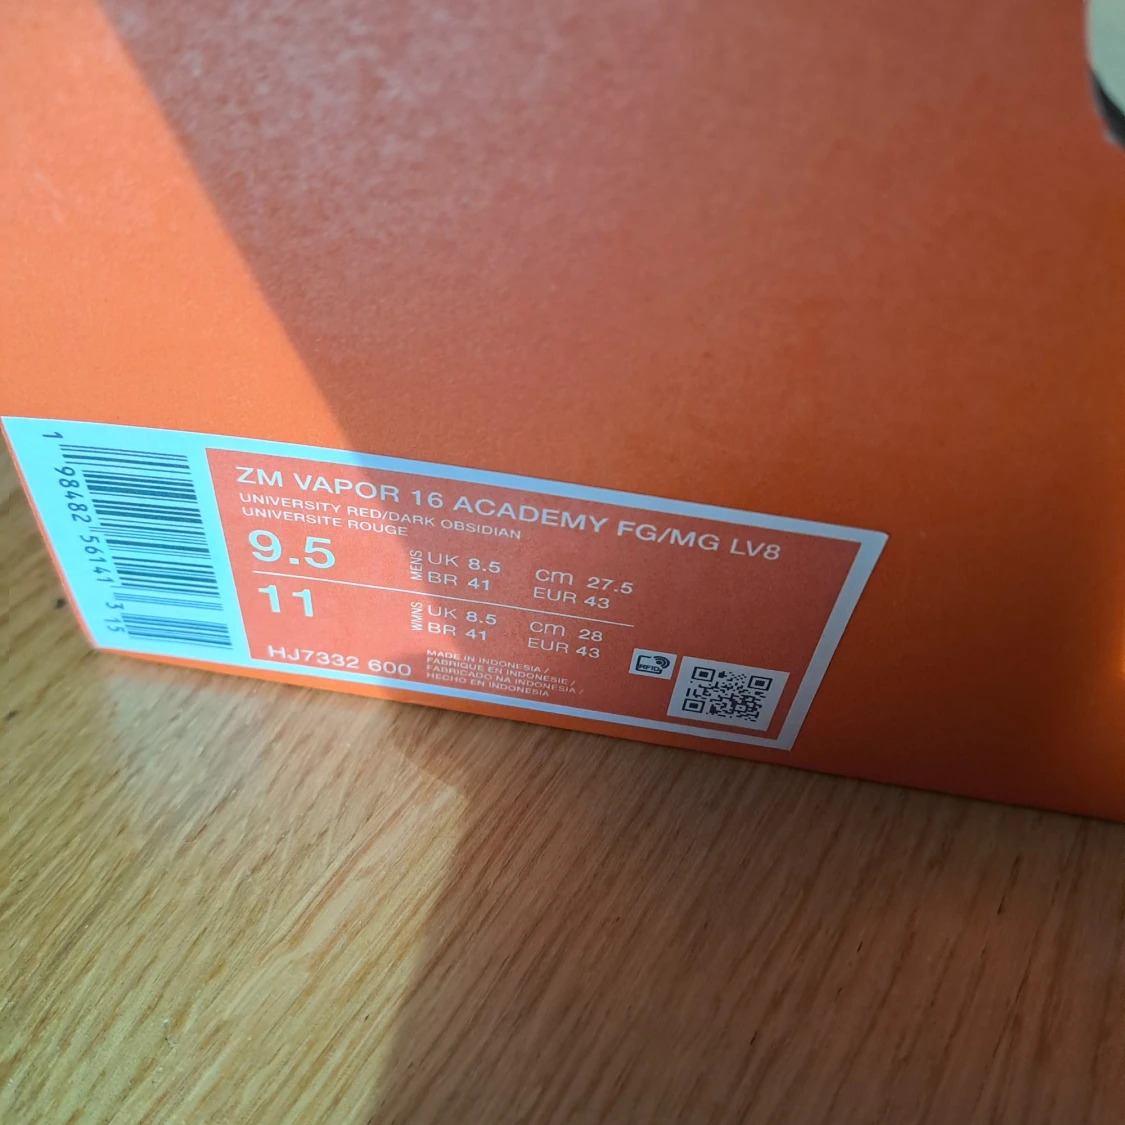 1 98482 56141 315
ZM VAPOR 16 ACADEMY FG/MG LV8
UNIVERSITY RED/DARK OBSIDIAN
UNIVERSITE ROUGE
9.5 MENS UK 8.5 cm 27.5
BR 41 EUR 43
11 WMNS UK 8.5 cm 28
BR 41 EUR 43
HJ7332 600
MADE IN INDONESIA /
FABRIQUE EN INDONESIE /
FABRICADO NA INDONESIA /
HECHO EN INDONESIA
RFID